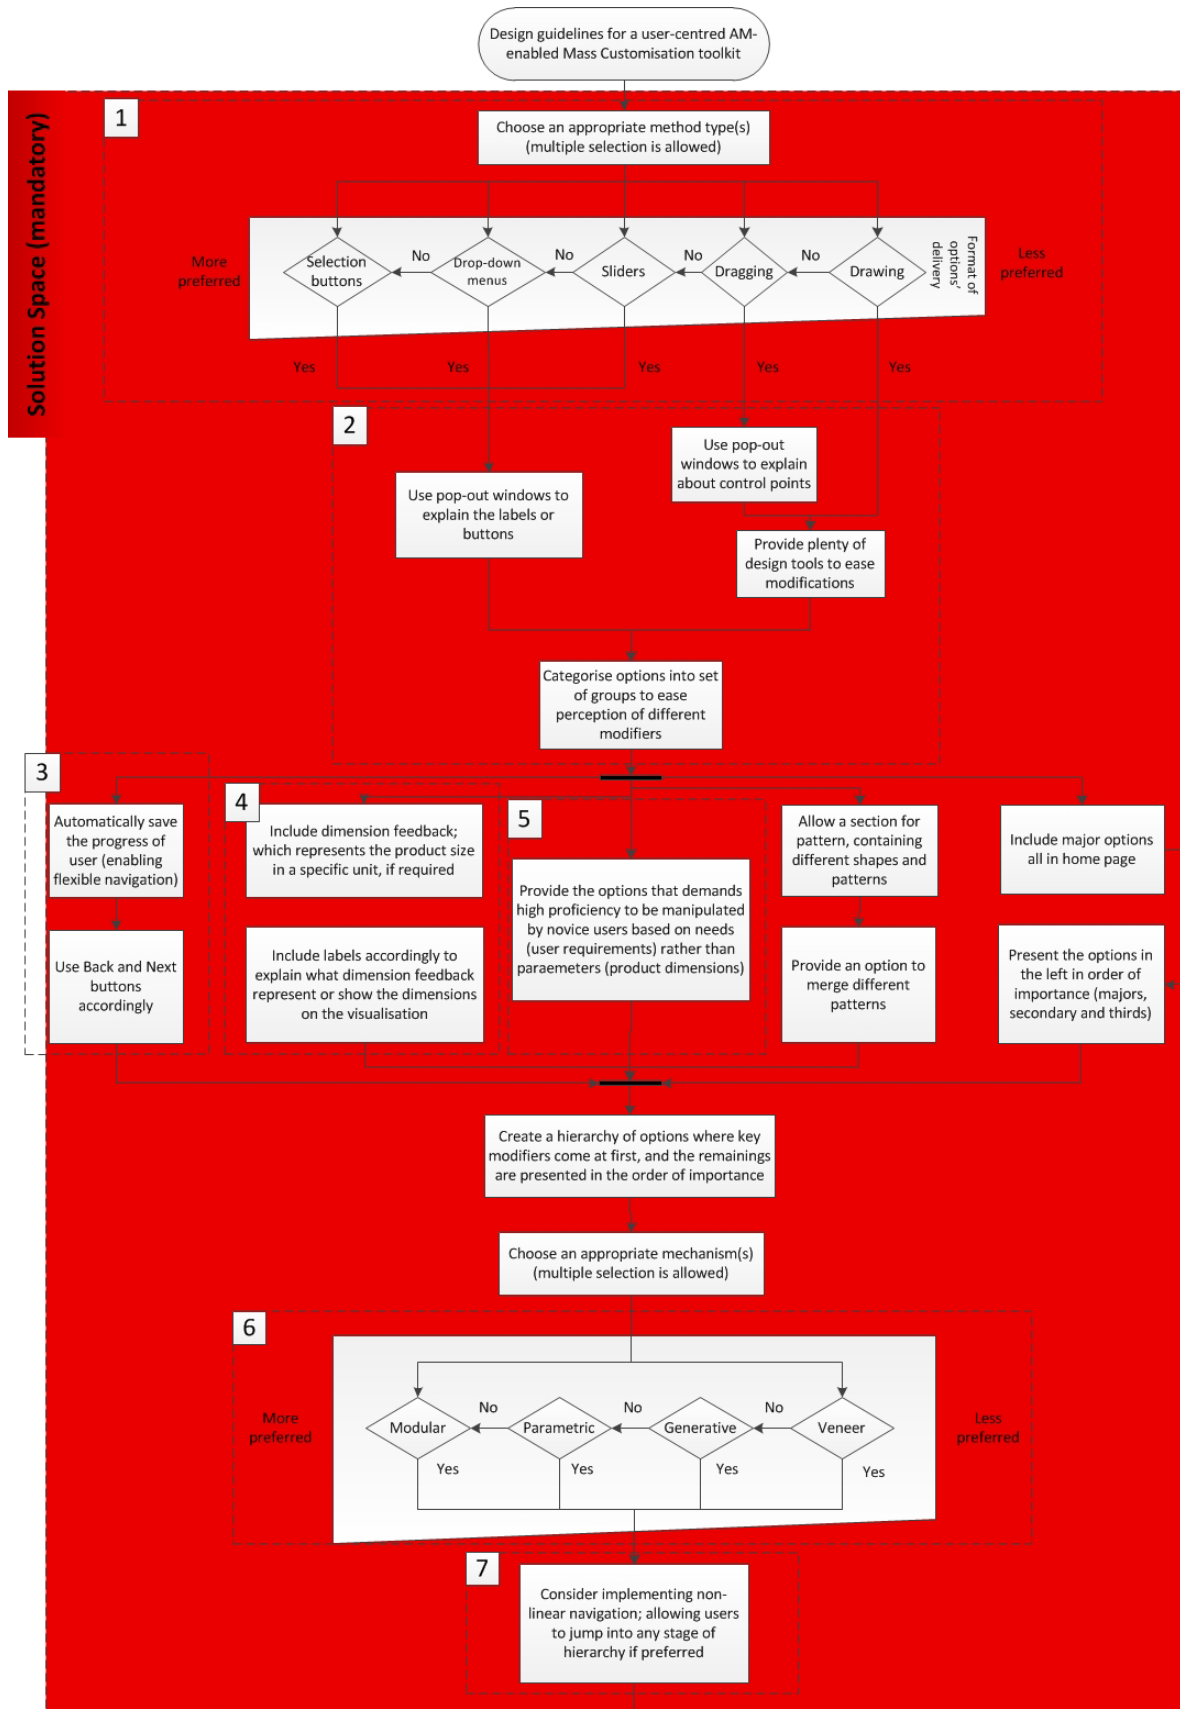 Design guidelines for a user-centred AM-
enabled Mass Customisation toolkit
Solution Space (mandatory)
1
Choose an appropriate method type(s)
(multiple selection is allowed)
More
preferred
Selection
buttons
No
Drop-down
menus
No
Sliders
No
Dragging
No
Drawing
Format of
options'
delivery
Less
preferred
Yes
Yes
Yes
Yes
Yes
2
Use pop-out
windows to explain
about control points
Use pop-out windows to
explain the labels or
buttons
Provide plenty of
design tools to ease
modifications
Categorise options into set
of groups to ease
perception of different
modifiers
3
Automatically save
the progress of
user (enabling
flexible navigation)
Use Back and Next
buttons
accordingly
4
Include dimension feedback;
which represents the product size
in a specific unit, if required
Include labels accordingly to
explain what dimension feedback
represent or show the dimensions
on the visualisation
5
Provide the options that demands
high proficiency to be manipulated
by novice users based on needs
(user requirements) rather than
paraemeters (product dimensions)
Allow a section for
pattern, containing
different shapes and
patterns
Provide an option to
merge different
patterns
Include major options
all in home page
Present the options in
the left in order of
importance (majors,
secondary and thirds)
Create a hierarchy of options where key
modifiers come at first, and the remainings
are presented in the order of importance
Choose an appropriate mechanism(s)
(multiple selection is allowed)
6
More
preferred
Modular
No
Parametric
No
Generative
No
Veneer
Less
preferred
Yes
Yes
Yes
Yes
7
Consider implementing non-
linear navigation; allowing users
to jump into any stage of
hierarchy if preferred